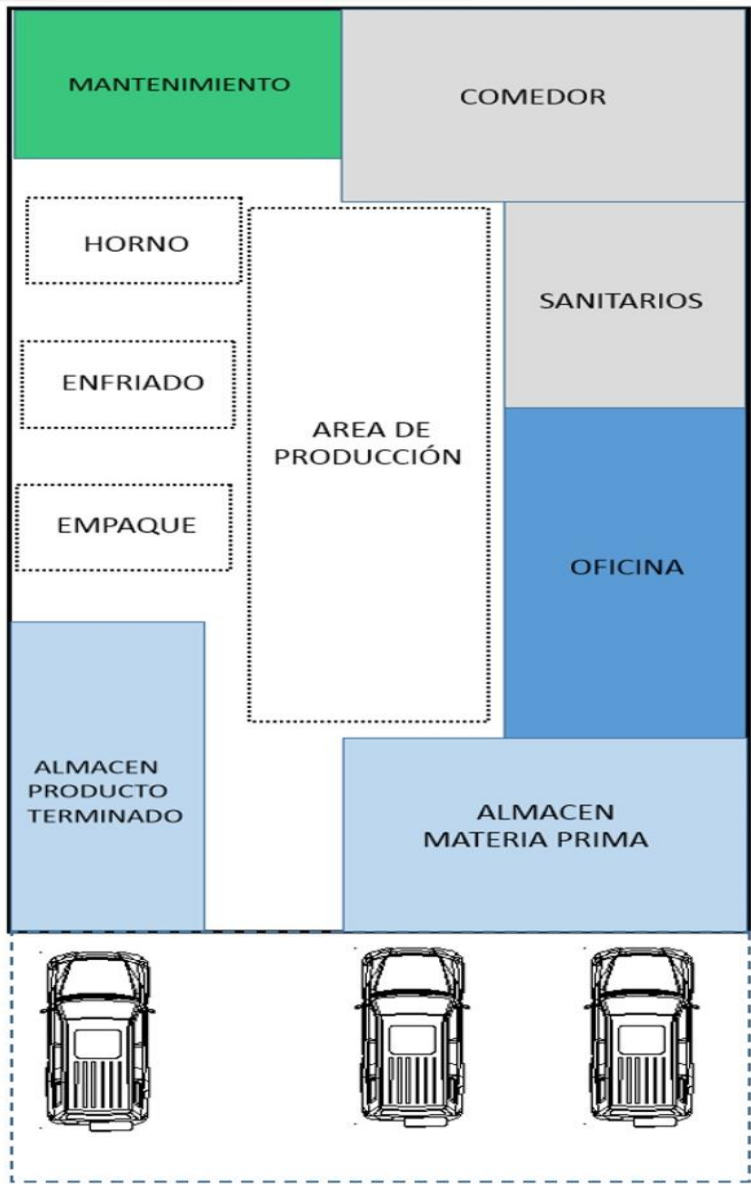 MANTENIMIENTO
COMEDOR
HORNO
SANITARIOS
ENFRIADO
AREA DE
PRODUCCIÓN
EMPAQUE
OFICINA
ALMACEN
PRODUCTO
TERMINADO
ALMACEN
MATERIA PRIMA